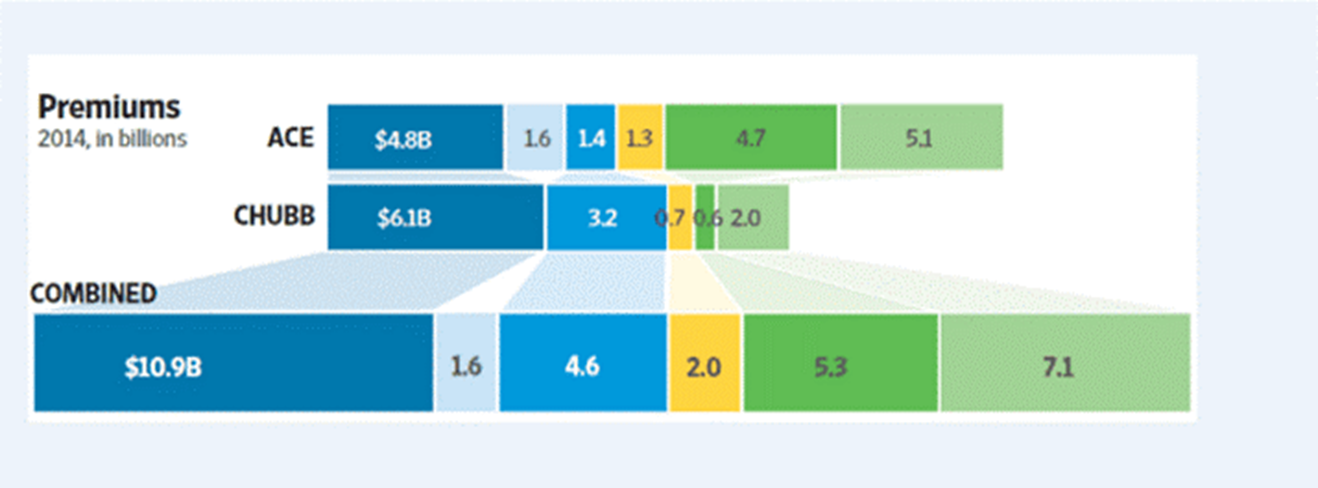 Premiums
2014, in billions
ACE
$4.8B 1.6 1.4 1.3 4.7 5.1
CHUBB
$6.1B 3.2 0.7 0.6 2.0
COMBINED
$10.9B 1.6 4.6 2.0 5.3 7.1